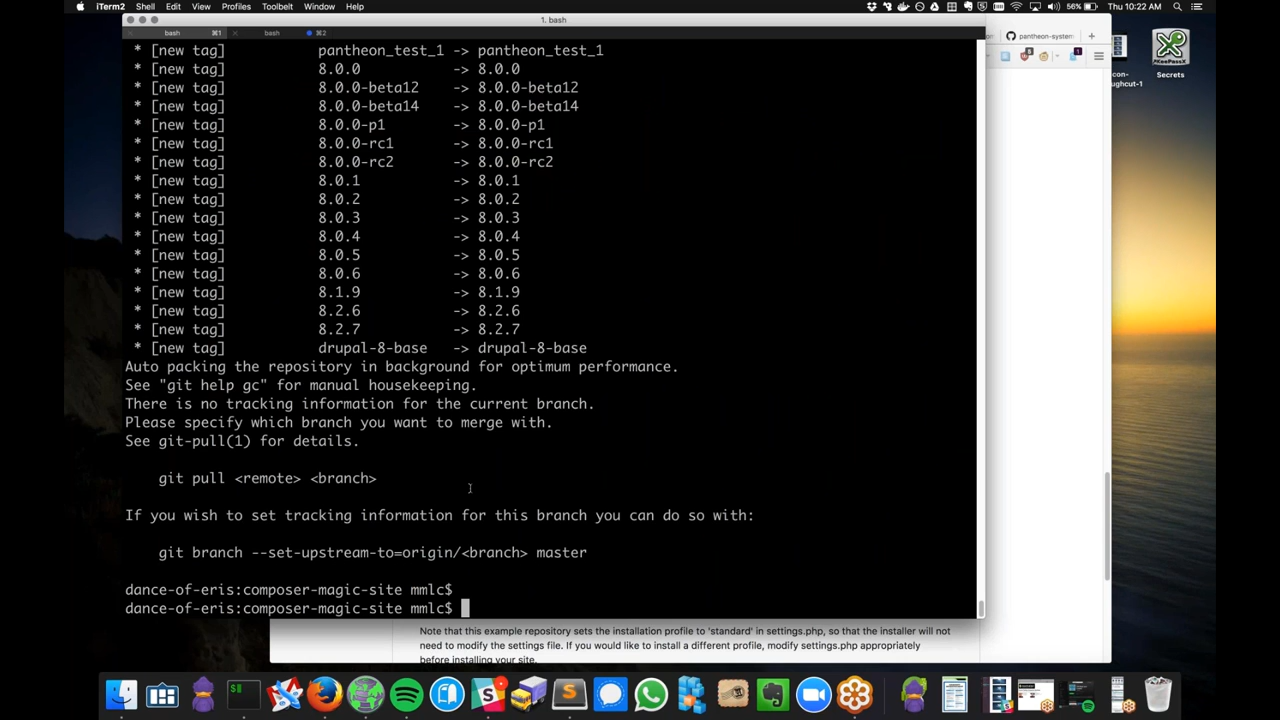 iTerm2 Shell Edit View Profiles Toolbelt Window Help
56% Thu 10:22 AM
1. bash
bash ⌘1 bash ⌘2
pantheon-system
* [new tag] pantheon_test_1 -> pantheon_test_1
* [new tag] 8.0.0 -> 8.0.0
* [new tag] 8.0.0-beta12 -> 8.0.0-beta12
* [new tag] 8.0.0-beta14 -> 8.0.0-beta14
* [new tag] 8.0.0-p1 -> 8.0.0-p1
* [new tag] 8.0.0-rc1 -> 8.0.0-rc1
* [new tag] 8.0.0-rc2 -> 8.0.0-rc2
* [new tag] 8.0.1 -> 8.0.1
* [new tag] 8.0.2 -> 8.0.2
* [new tag] 8.0.3 -> 8.0.3
* [new tag] 8.0.4 -> 8.0.4
* [new tag] 8.0.5 -> 8.0.5
* [new tag] 8.0.6 -> 8.0.6
* [new tag] 8.1.9 -> 8.1.9
* [new tag] 8.2.6 -> 8.2.6
* [new tag] 8.2.7 -> 8.2.7
* [new tag] drupal-8-base -> drupal-8-base
Auto packing the repository in background for optimum performance.
See "git help gc" for manual housekeeping.
There is no tracking information for the current branch.
Please specify which branch you want to merge with.
See git-pull(1) for details.
git pull <remote> <branch>
If you wish to set tracking information for this branch you can do so with:
git branch --set-upstream-to=origin/<branch> master
dance-of-eris:composer-magic-site mmlc$
dance-of-eris:composer-magic-site mmlc$
Note that this example repository sets the installation profile to 'standard' in settings.php, so that the installer will not
need to modify the settings file. If you would like to install a different profile, modify settings.php appropriately
before installing your site.
KeePassX
Secrets